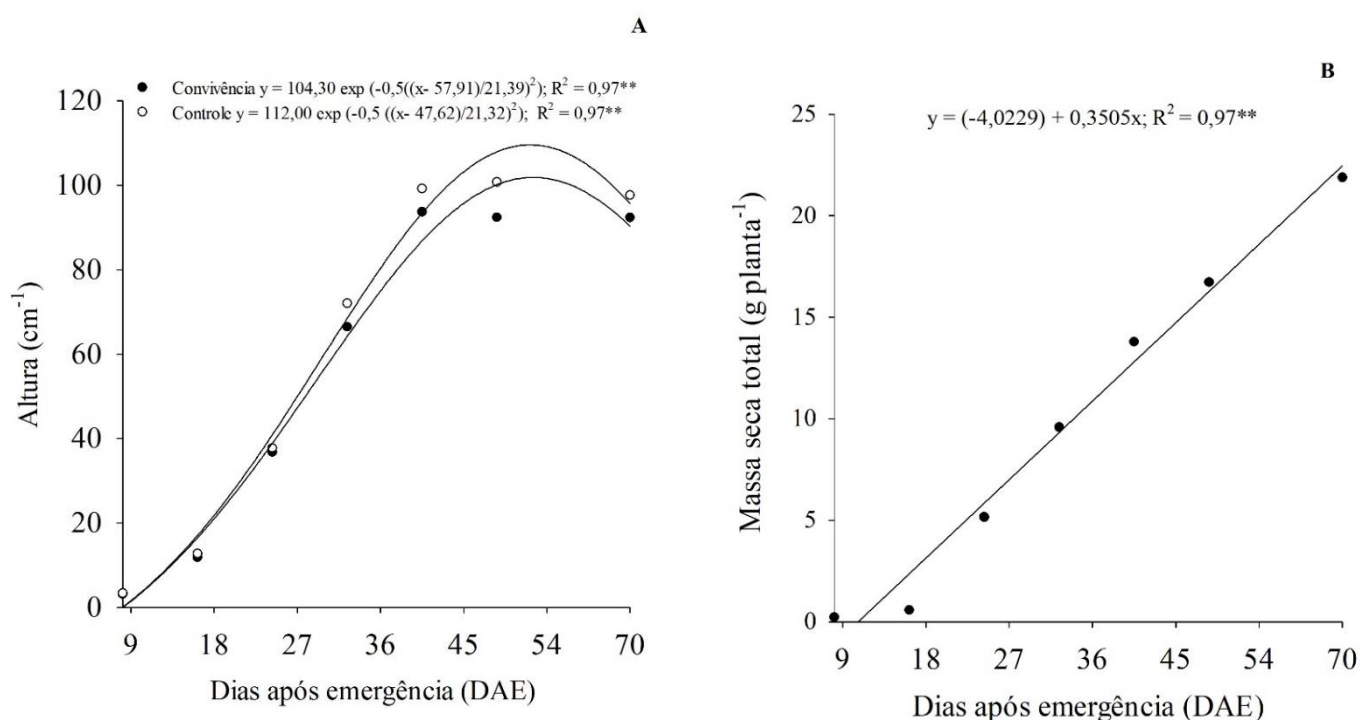 A
Convivência y = 104,30 exp (-0,5((x- 57,91)/21,39)²); R² = 0,97**
Controle y = 112,00 exp (-0,5 ((x- 47,62)/21,32)²); R² = 0,97**
120
100
80
60
40
20
0
Altura (cm⁻¹)
9 18 27 36 45 54 70
Dias após emergência (DAE)
B
y = (-4,0229) + 0,3505x; R² = 0,97**
25
20
15
10
5
0
Massa seca total (g planta⁻¹)
9 18 27 36 45 54 70
Dias após emergência (DAE)